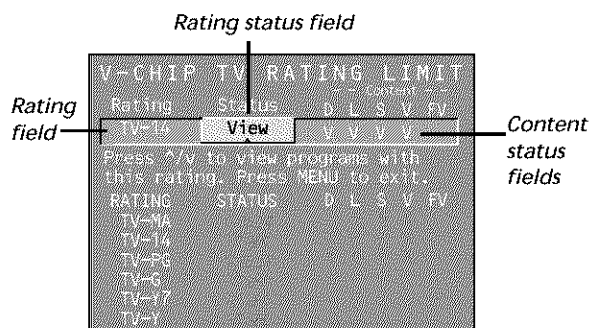 Rating status field
V-CHIP TV RATING LIMIT
- Content -
Rating Status D L S V FV
Rating field
TV-14 View V V V V
Content status fields
Press ^/v to view programs with
this rating. Press MENU to exit.
RATING STATUS D L S V FV
TV-MA
TV-14
TV-PG
TV-G
TV-Y7
TV-Y